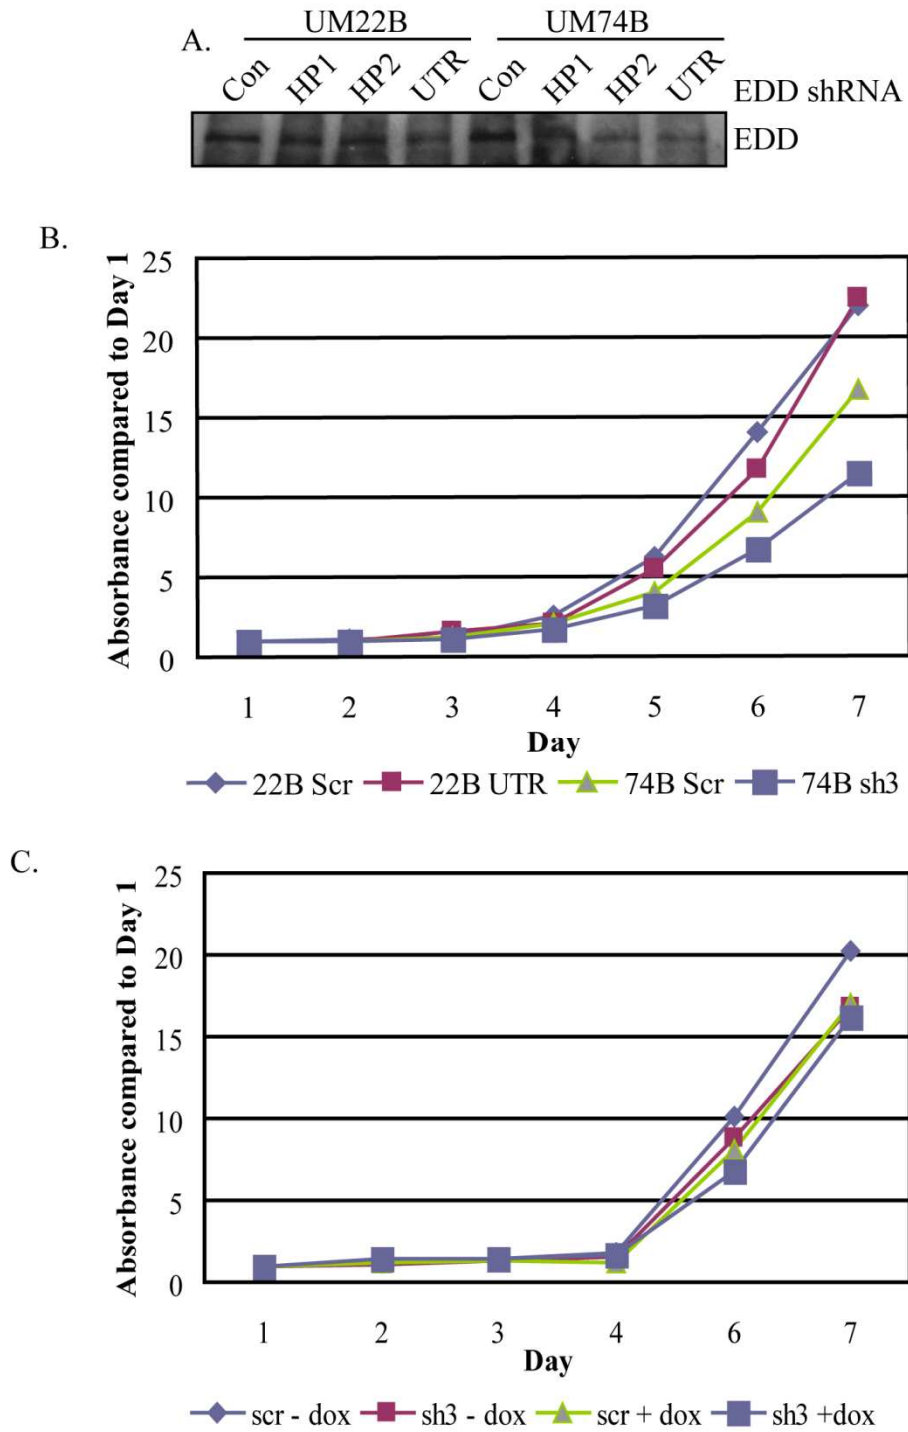 A.
UM22B UM74B
Con HP1 HP2 UTR Con HP1 HP2 UTR EDD shRNA
EDD
B.
Absorbance compared to Day 1
25
20
15
10
5
0
1 2 3 4 5 6 7
Day
22B Scr 22B UTR 74B Scr 74B sh3
C.
Absorbance compared to Day 1
25
20
15
10
5
0
1 2 3 4 6 7
Day
scr - dox sh3 - dox scr + dox sh3 +dox